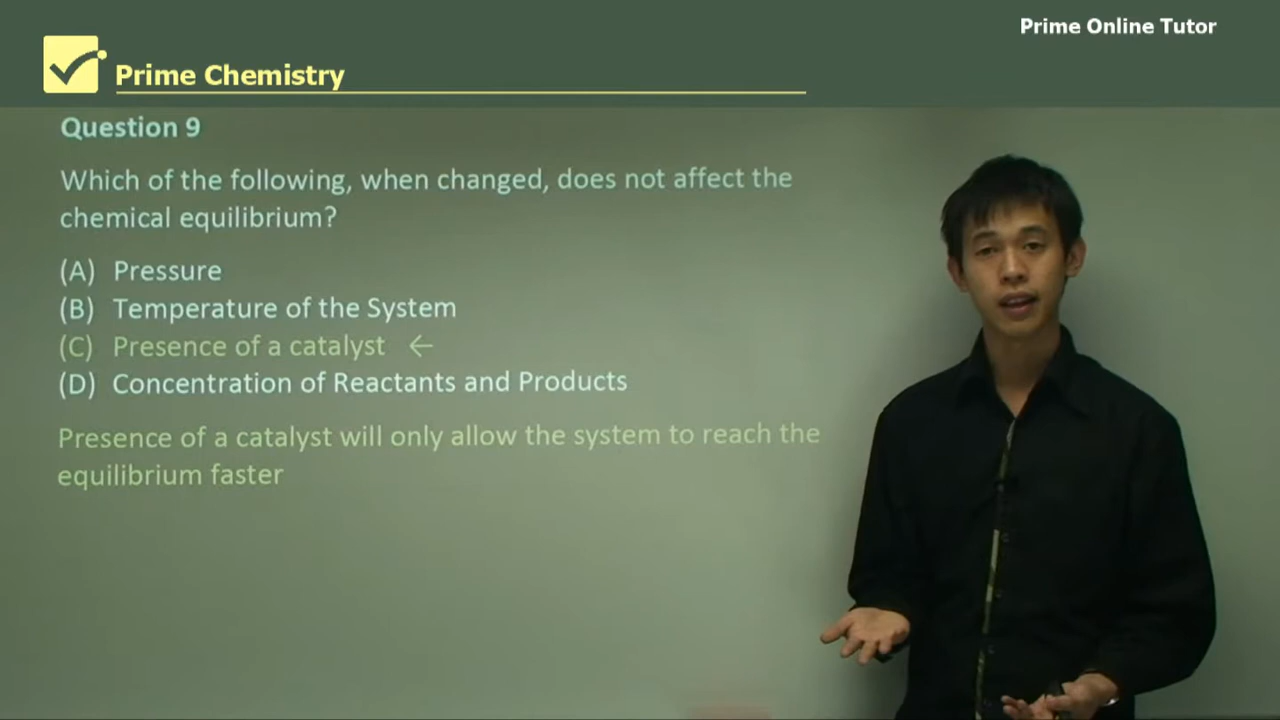 Prime Online Tutor
Prime Chemistry
Question 9
Which of the following, when changed, does not affect the
chemical equilibrium?
(A) Pressure
(B) Temperature of the System
(C) Presence of a catalyst ←
(D) Concentration of Reactants and Products
Presence of a catalyst will only allow the system to reach the
equilibrium faster